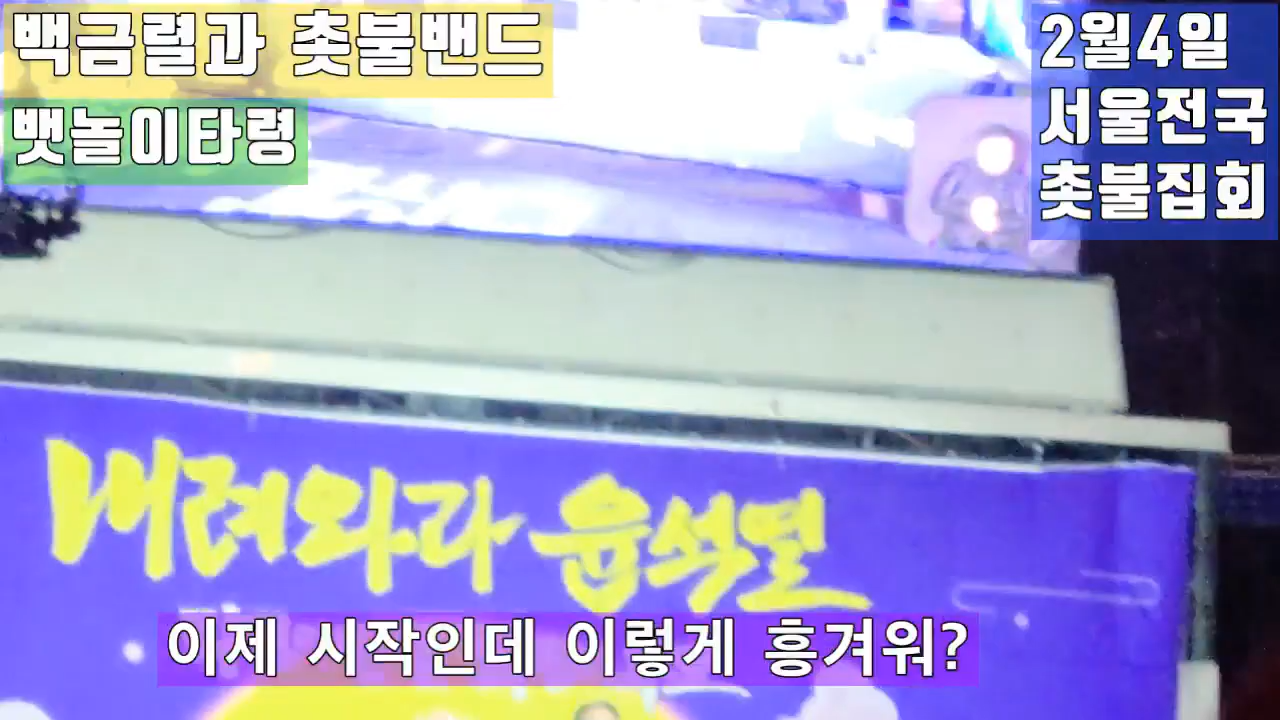 백금렬과 촛불밴드
뱃놀이타령
2월4일
서울전국
촛불집회
내려와라 윤석열
이제 시작인데 이렇게 흥겨워?